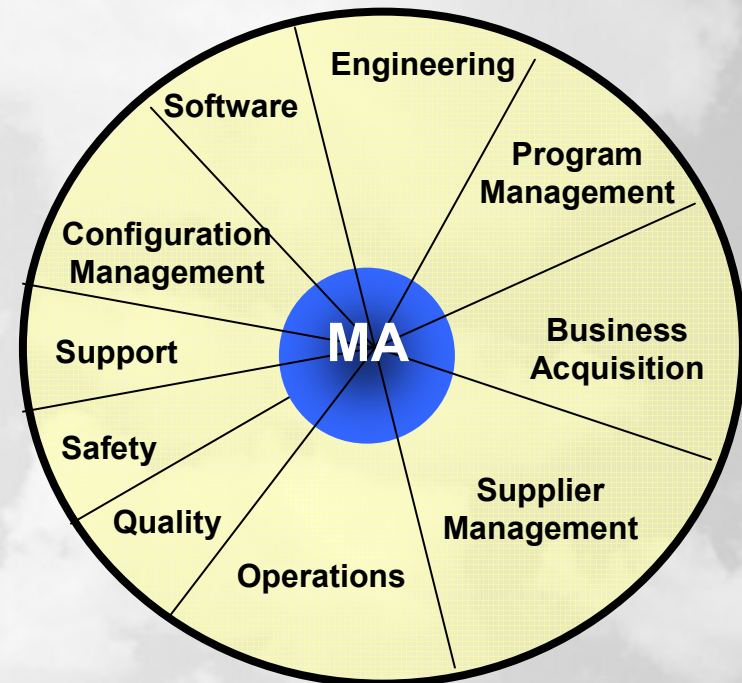 Engineering
Software
Program
Management
Configuration
Management
MA
Business
Acquisition
Support
Safety
Supplier
Management
Quality
Operations